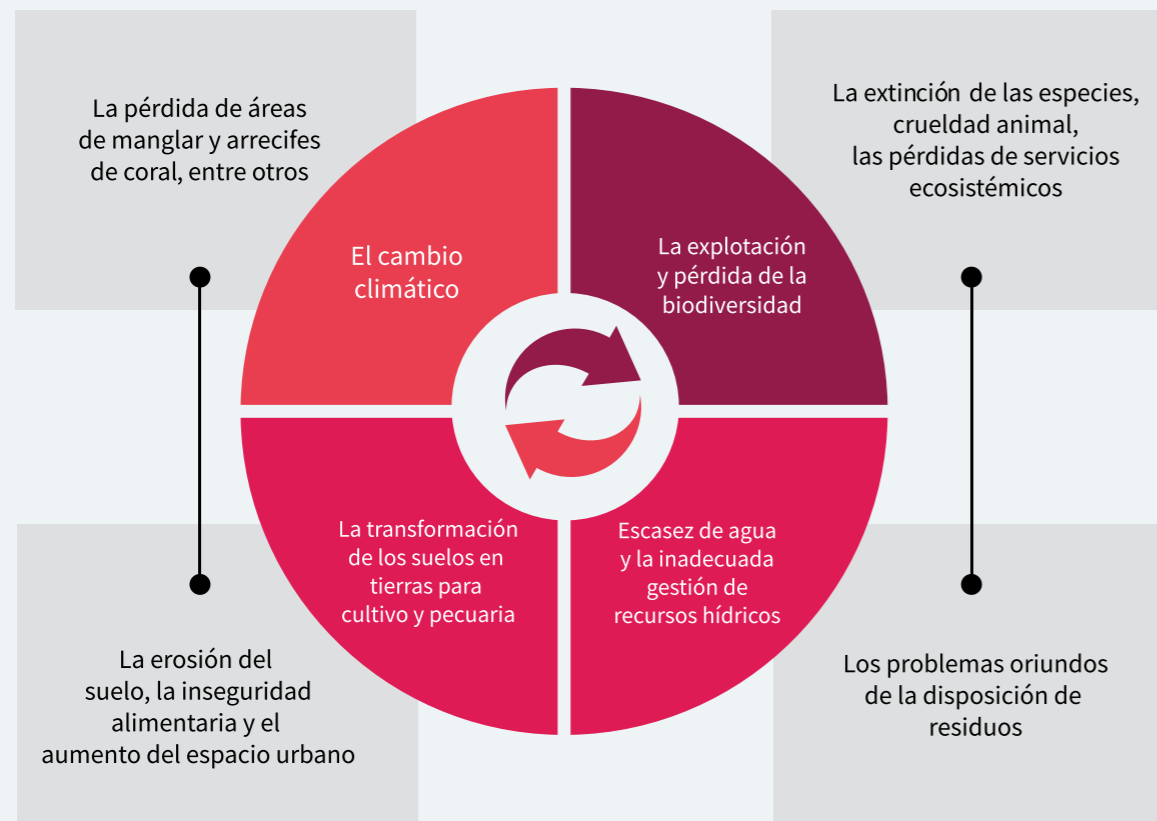 La pérdida de áreas
de manglar y arrecifes
de coral, entre otros
La extinción de las especies,
crueldad animal,
las pérdidas de servicios
ecosistémicos
El cambio
climático
La explotación
y pérdida de la
biodiversidad
La transformación
de los suelos en
tierras para
cultivo y pecuaria
Escasez de agua
y la inadecuada
gestión de
recursos hídricos
La erosión del
suelo, la inseguridad
alimentaria y el
aumento del espacio urbano
Los problemas oriundos
de la disposición de
residuos